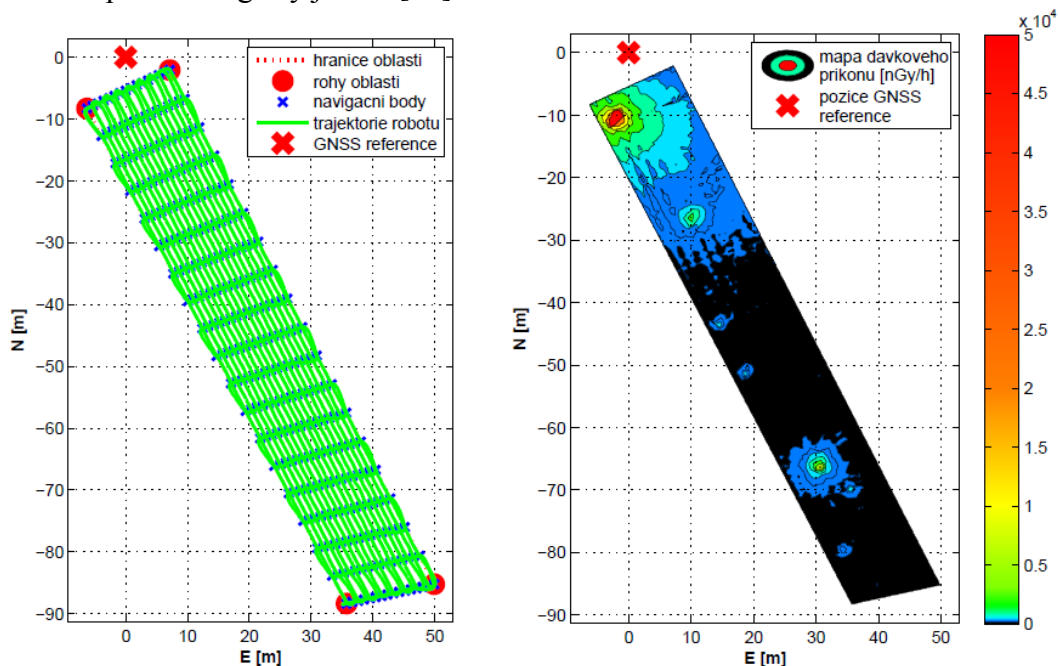 hranice oblasti
rohy oblasti
navigacni body
trajektorie robotu
GNSS reference
0
−10
−20
−30
−40
−50
−60
−70
−80
−90
N [m]
0 10 20 30 40 50
E [m]
mapa davkoveho
prikonu [nGy/h]
pozice GNSS
reference
0
−10
−20
−30
−40
−50
−60
−70
−80
−90
N [m]
0 10 20 30 40 50
E [m]
x 10⁴
5
4.5
4
3.5
3
2.5
2
1.5
1
0.5
0